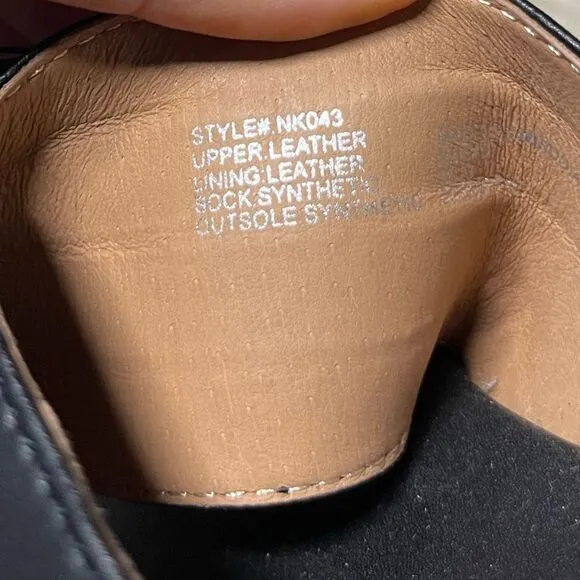 STYLE#.NK043
UPPER.LEATHER
LINING:LEATHER
SOCK.SYNTHETIC
OUTSOLE SYNTHETIC